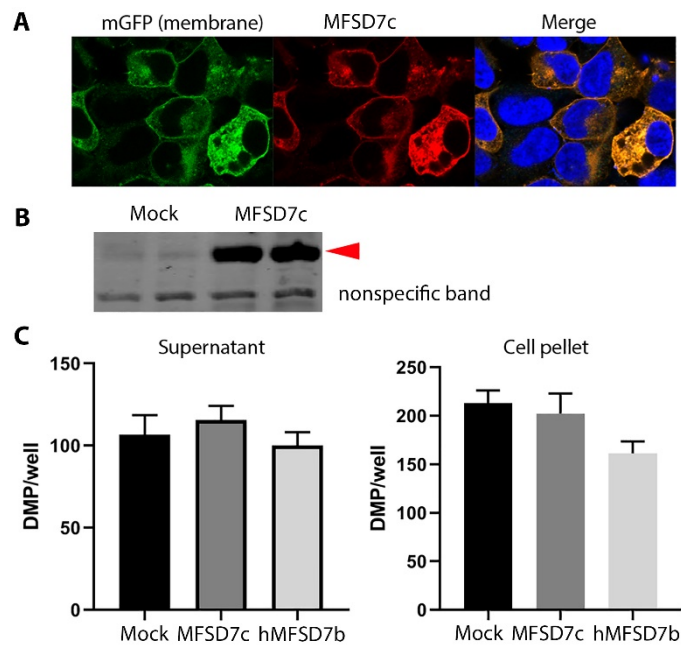 A
mGFP (membrane) MFSD7c Merge
B
Mock MFSD7c
nonspecific band
C
Supernatant
150
100
50
0
DMP/well
Mock MFSD7c hMFSD7b
Cell pellet
250
200
150
100
50
0
DMP/well
Mock MFSD7c hMFSD7b